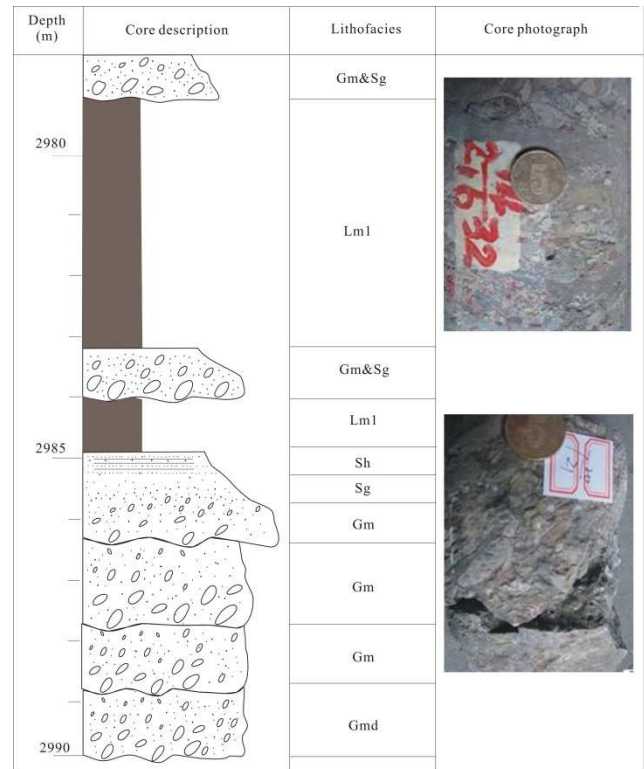 Depth
(m)
Core description
Lithofacies
Core photograph
Gm&Sg
2980
Lm1
Gm&Sg
Lm1
2985
Sh
Sg
Gm
Gm
Gm
Gmd
2990
5